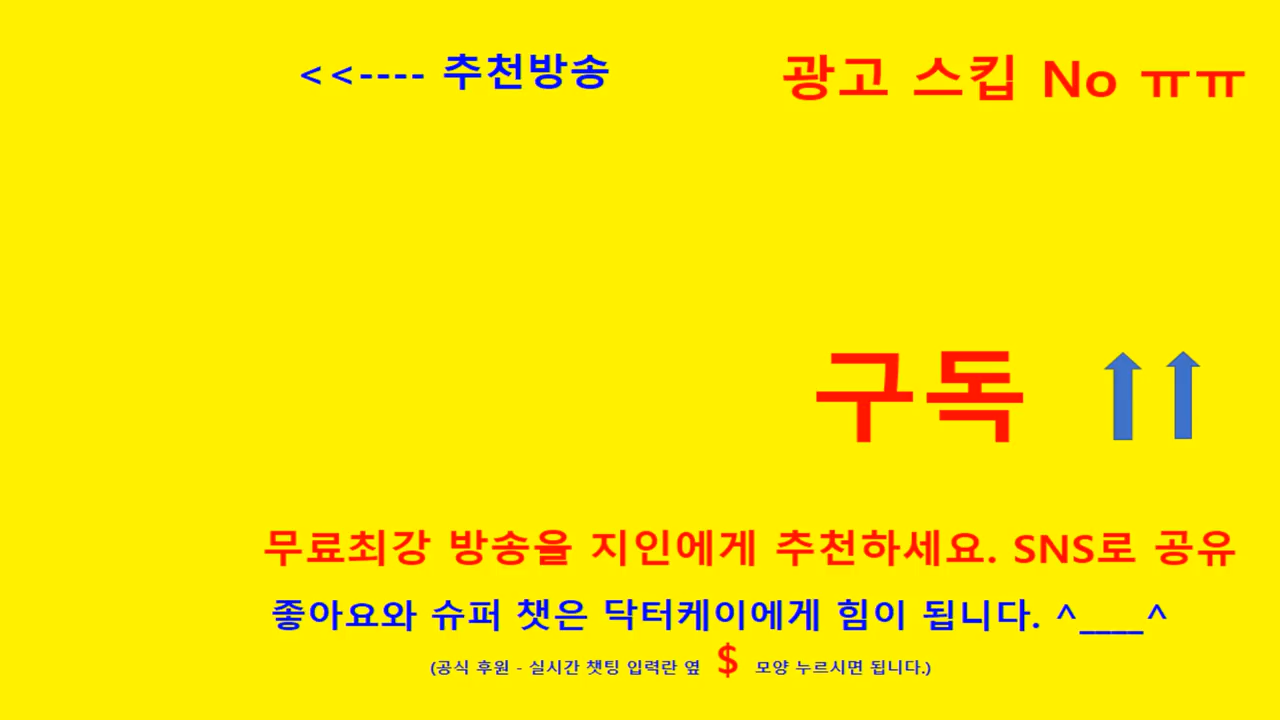 <<---- 추천방송
광고 스킵 No ㅠㅠ
구독
무료최강 방송을 지인에게 추천하세요. SNS로 공유
좋아요와 슈퍼 챗은 닥터케이에게 힘이 됩니다. ^____^
(공식 후원 - 실시간 챗팅 입력란 옆 $ 모양 누르시면 됩니다.)